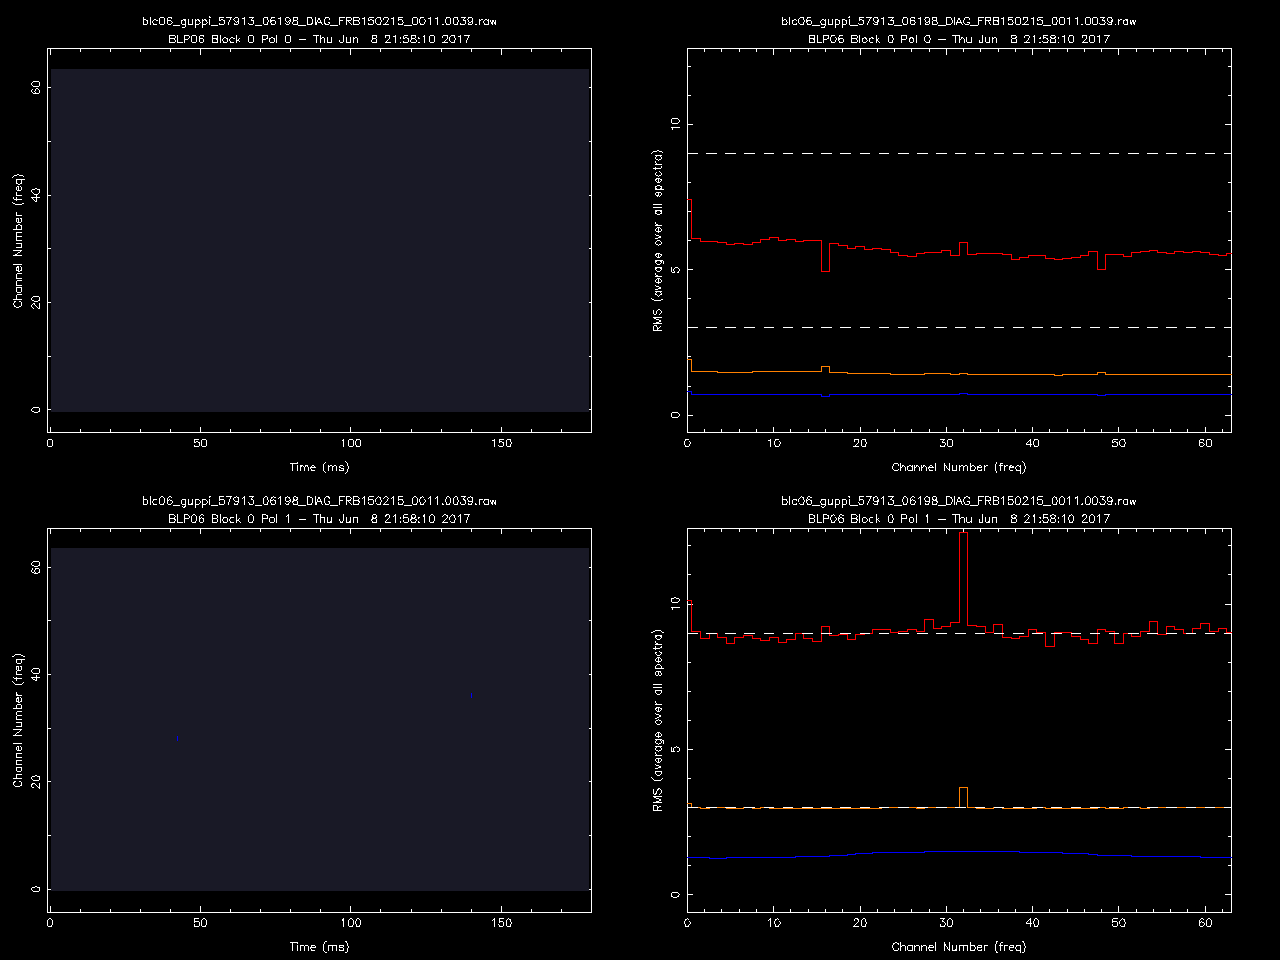 blc06_guppi_57913_06198_DIAG_FRB150215_0011.0039.raw
BLP06 Block 0 Pol 0 – Thu Jun  8 21:58:10 2017
Channel Number (freq)
60
40
20
0
0 50 100 150
Time (ms)
blc06_guppi_57913_06198_DIAG_FRB150215_0011.0039.raw
BLP06 Block 0 Pol 0 – Thu Jun  8 21:58:10 2017
RMS (average over all spectra)
10
5
0
0 10 20 30 40 50 60
Channel Number (freq)
blc06_guppi_57913_06198_DIAG_FRB150215_0011.0039.raw
BLP06 Block 0 Pol 1 – Thu Jun  8 21:58:10 2017
Channel Number (freq)
60
40
20
0
0 50 100 150
Time (ms)
blc06_guppi_57913_06198_DIAG_FRB150215_0011.0039.raw
BLP06 Block 0 Pol 1 – Thu Jun  8 21:58:10 2017
RMS (average over all spectra)
10
5
0
0 10 20 30 40 50 60
Channel Number (freq)